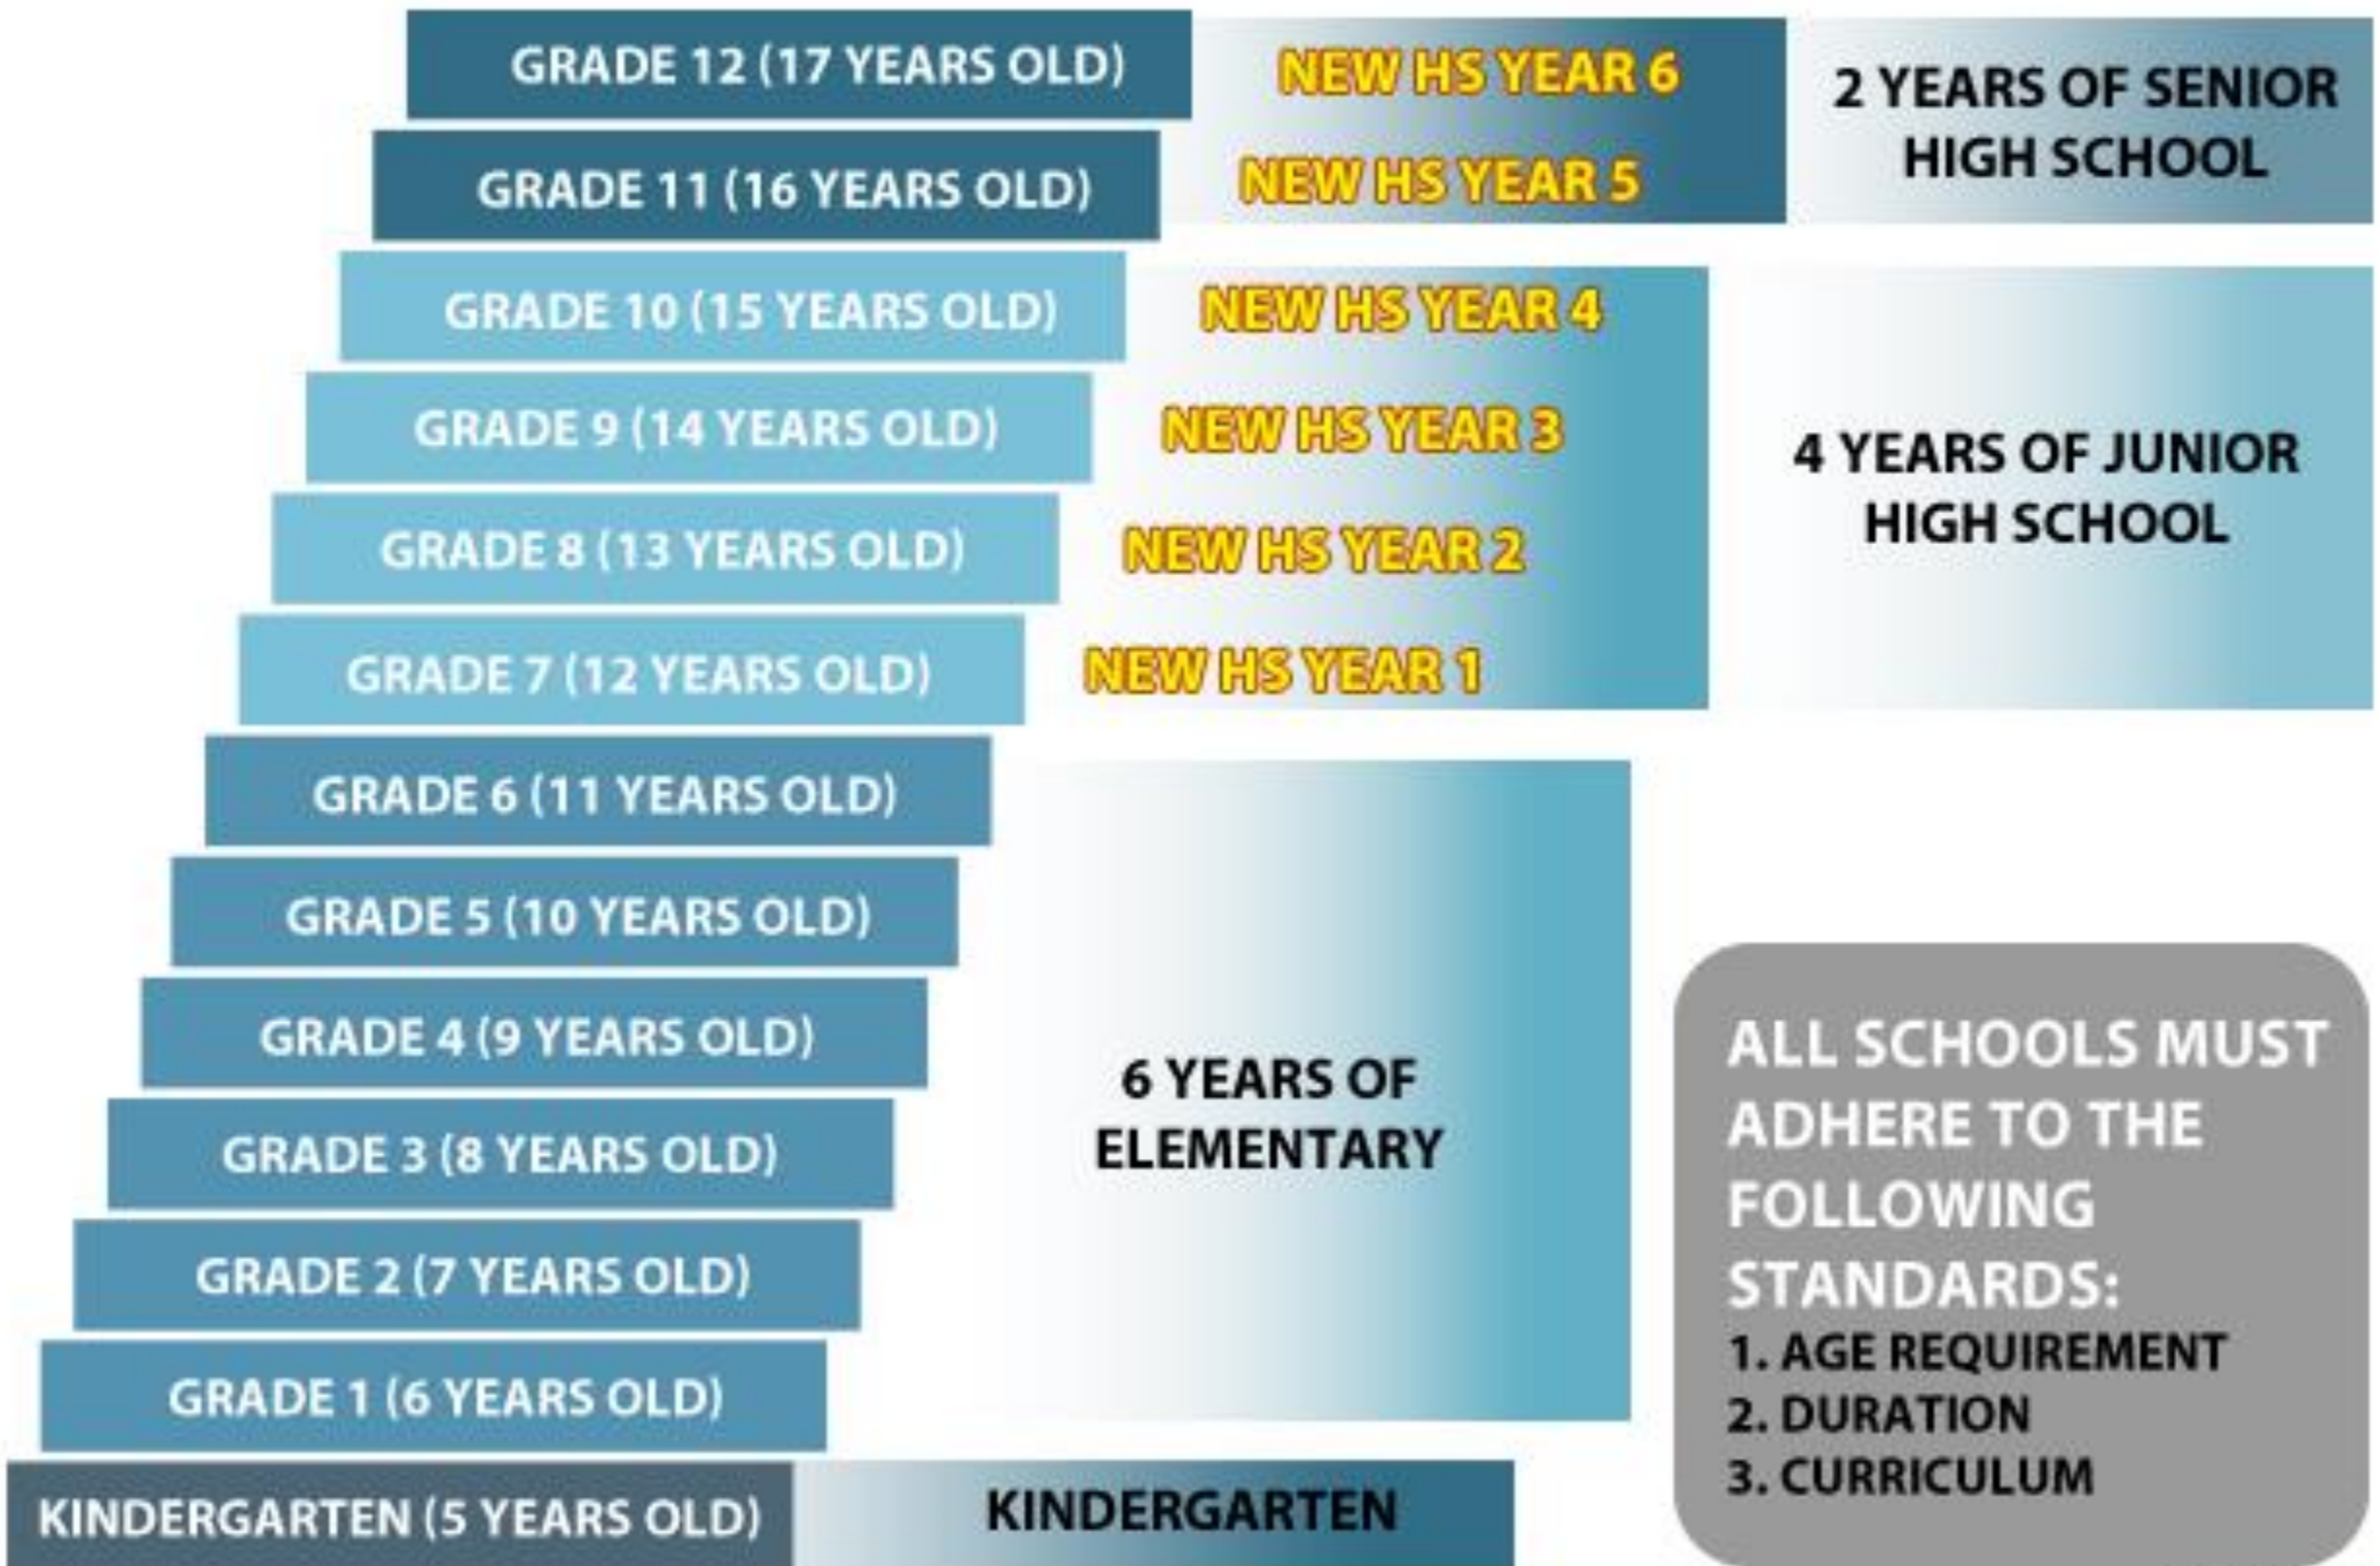 GRADE 12 (17 YEARS OLD)
NEW HS YEAR 6
2 YEARS OF SENIOR
HIGH SCHOOL
GRADE 11 (16 YEARS OLD)
NEW HS YEAR 5
GRADE 10 (15 YEARS OLD)
NEW HS YEAR 4
GRADE 9 (14 YEARS OLD)
NEW HS YEAR 3
4 YEARS OF JUNIOR
HIGH SCHOOL
GRADE 8 (13 YEARS OLD)
NEW HS YEAR 2
GRADE 7 (12 YEARS OLD)
NEW HS YEAR 1
GRADE 6 (11 YEARS OLD)
GRADE 5 (10 YEARS OLD)
GRADE 4 (9 YEARS OLD)
GRADE 3 (8 YEARS OLD)
GRADE 2 (7 YEARS OLD)
GRADE 1 (6 YEARS OLD)
6 YEARS OF
ELEMENTARY
KINDERGARTEN (5 YEARS OLD)
KINDERGARTEN
ALL SCHOOLS MUST
ADHERE TO THE
FOLLOWING
STANDARDS:
1. AGE REQUIREMENT
2. DURATION
3. CURRICULUM